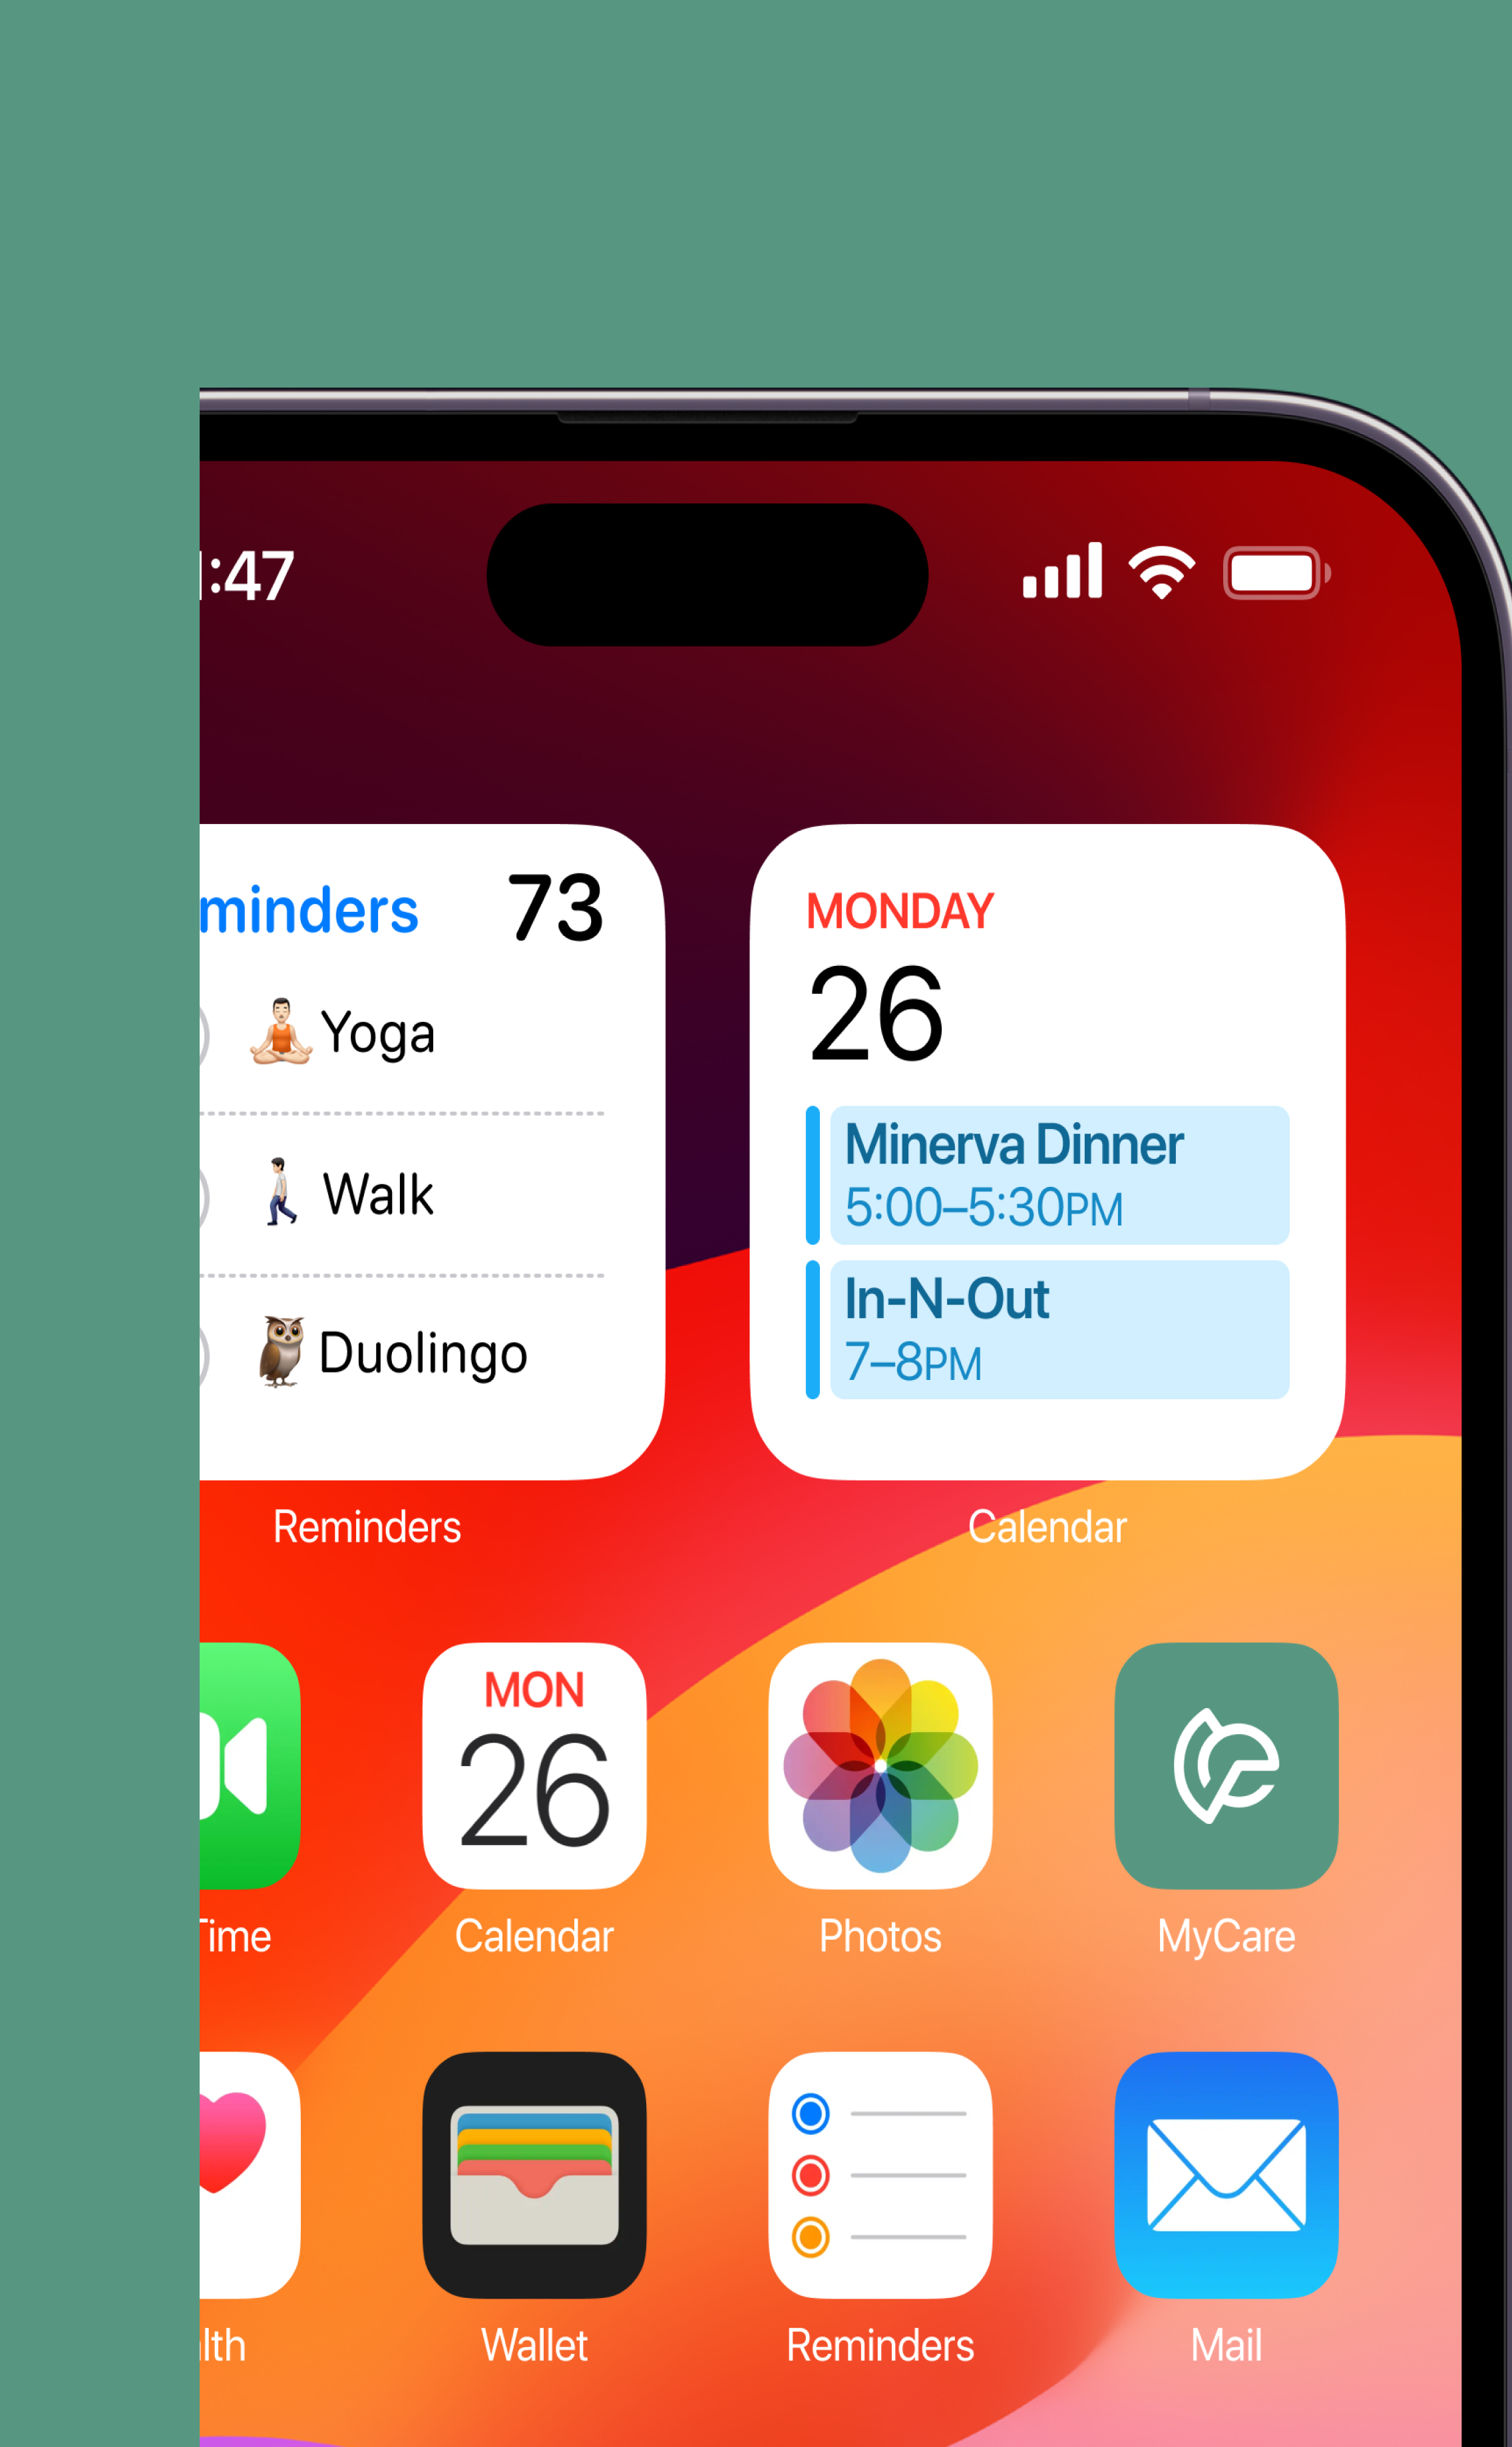 :47
minders 73
Yoga
Walk
Duolingo
MONDAY
26
Minerva Dinner
5:00–5:30PM
In-N-Out
7–8PM
Reminders Calendar
MON
26
ime Calendar Photos MyCare
lth Wallet Reminders Mail